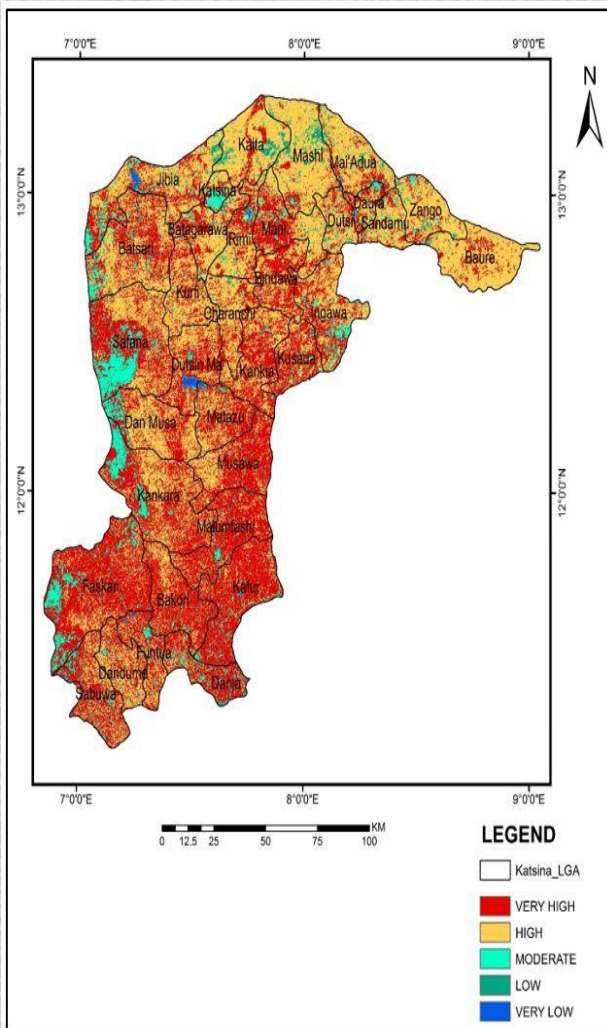 7°0'0"E 8°0'0"E 9°0'0"E
N
Kaita
Mashi
Mai'Adua
Jibia
Katsina
13°0'0"N 13°0'0"N
Daura
Zango
Dutsi
Sandamu
Batagarawa
Rimi
Mani
Batsari
Baure
Bindawa
Kurfi
Charanchi
Ingawa
Safana
Dutsin Ma
Kankia
Kusada
Dan Musa
Matazu
Musawa
12°0'0"N 12°0'0"N
Kankara
Malumfashi
Faskari
Bakori
Kafur
Funtua
Danduma
Sabuwa
Danja
7°0'0"E 8°0'0"E 9°0'0"E
KM
0 12.5 25 50 75 100
LEGEND
Katsina_LGA
VERY HIGH
HIGH
MODERATE
LOW
VERY LOW